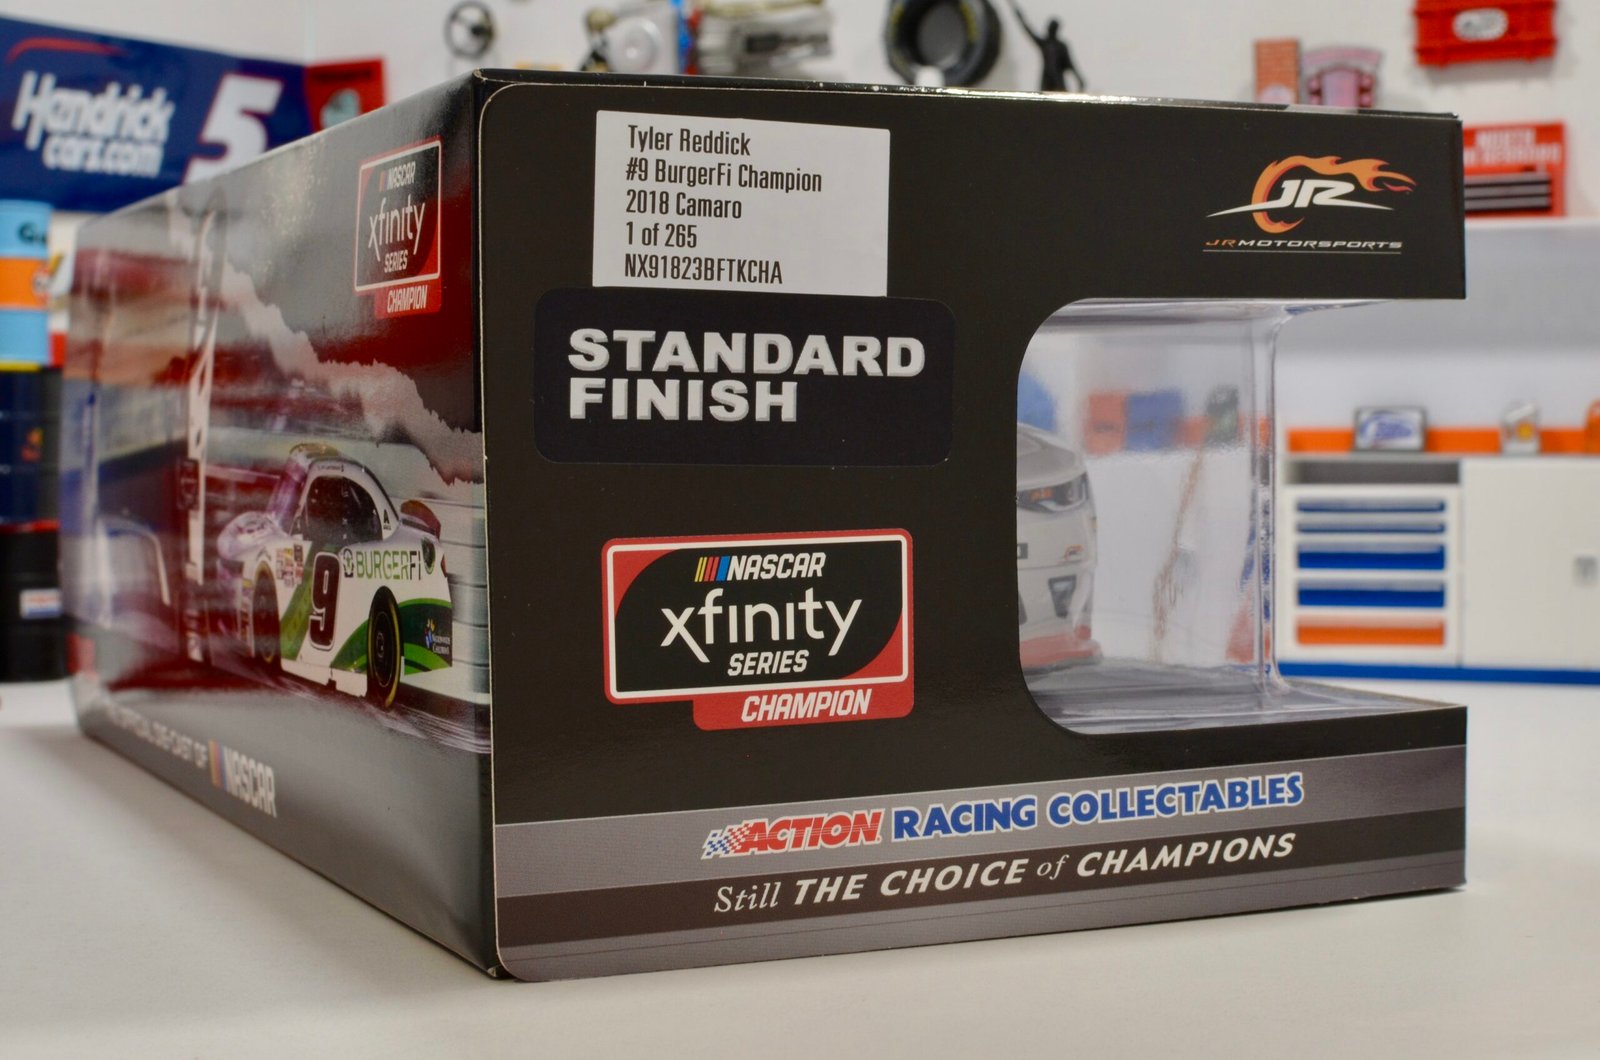 Hendrick
cars.com
5
NASCAR
xfinity
SERIES
CHAMPION
9
BURGERFI
NASCAR
Tyler Reddick
#9 BurgerFi Champion
2018 Camaro
1 of 265
NX91823BFTKCHA
STANDARD
FINISH
JR
JR MOTORSPORTS
NASCAR
xfinity
SERIES
CHAMPION
ACTION RACING COLLECTABLES
Still THE CHOICE of CHAMPIONS